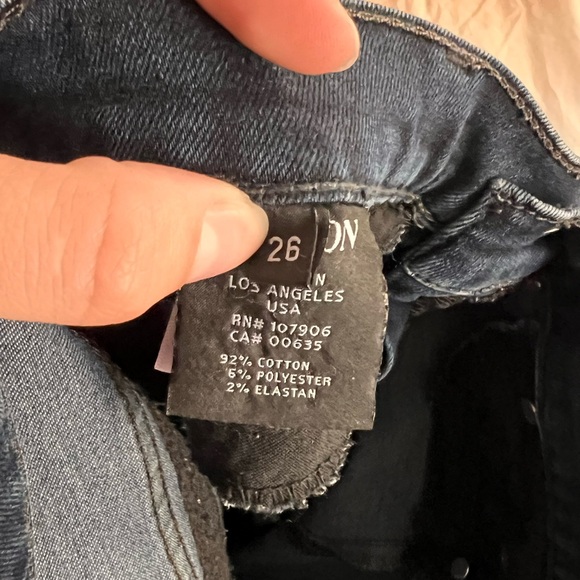 26 ON
N
LOS ANGELES
USA
RN# 107906
CA# 00635
92% COTTON
6% POLYESTER
2% ELASTAN